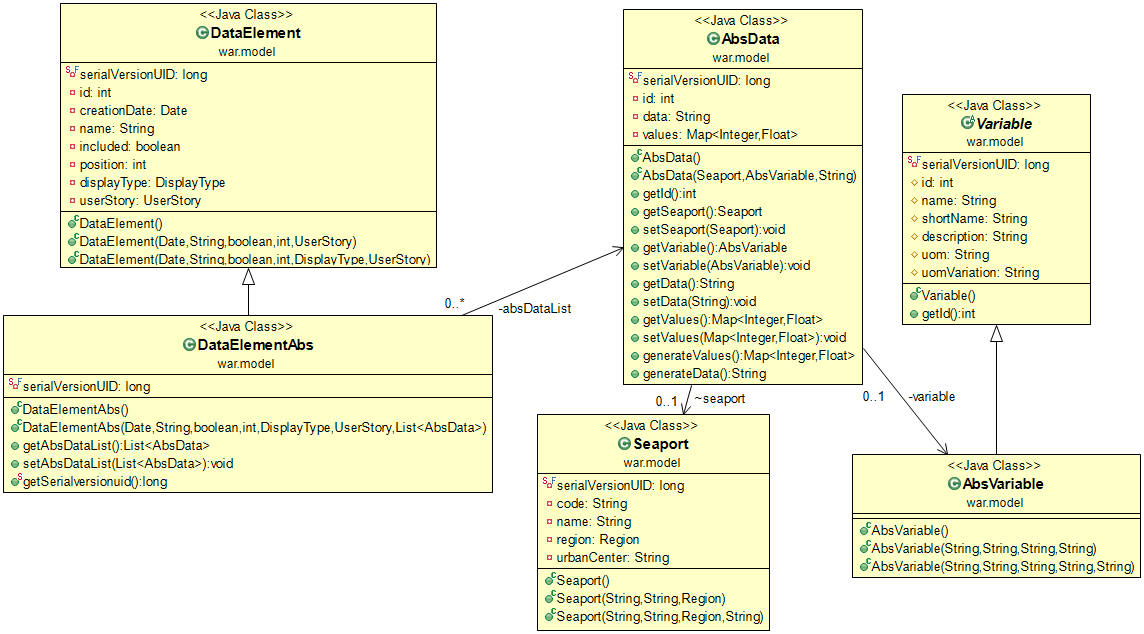 <<Java Class>>
DataElement
war.model
serialVersionUID: long
id: int
creationDate: Date
name: String
included: boolean
position: int
displayType: DisplayType
userStory: UserStory
DataElement()
DataElement(Date,String,boolean,int,UserStory)
DataElement(Date,String,boolean,int,DisplayType,UserStory)
0..*
-absDataList
<<Java Class>>
DataElementAbs
war.model
serialVersionUID: long
DataElementAbs()
DataElementAbs(Date,String,boolean,int,DisplayType,UserStory,List<AbsData>)
getAbsDataList():List<AbsData>
setAbsDataList(List<AbsData>):void
getSerialversionuid():long
<<Java Class>>
AbsData
war.model
serialVersionUID: long
id: int
data: String
values: Map<Integer,Float>
AbsData()
AbsData(Seaport,AbsVariable,String)
getId():int
getSeaport():Seaport
setSeaport(Seaport):void
getVariable():AbsVariable
setVariable(AbsVariable):void
getData():String
setData(String):void
getValues():Map<Integer,Float>
setValues(Map<Integer,Float>):void
generateValues():Map<Integer,Float>
generateData():String
0..1
~seaport
<<Java Class>>
Seaport
war.model
serialVersionUID: long
code: String
name: String
region: Region
urbanCenter: String
Seaport()
Seaport(String,String,Region)
Seaport(String,String,Region,String)
<<Java Class>>
Variable
war.model
serialVersionUID: long
id: int
name: String
shortName: String
description: String
uom: String
uomVariation: String
Variable()
getId():int
0..1
-variable
<<Java Class>>
AbsVariable
war.model
AbsVariable()
AbsVariable(String,String,String,String)
AbsVariable(String,String,String,String,String)